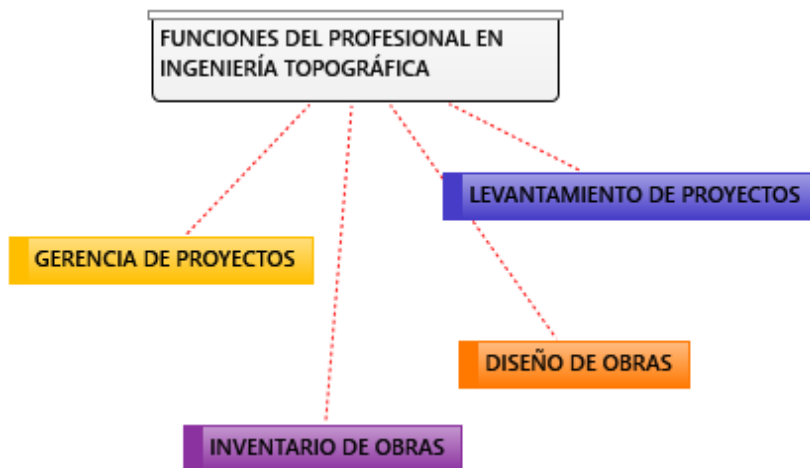 FUNCIONES DEL PROFESIONAL EN
INGENIERÍA TOPOGRÁFICA
LEVANTAMIENTO DE PROYECTOS
GERENCIA DE PROYECTOS
DISEÑO DE OBRAS
INVENTARIO DE OBRAS